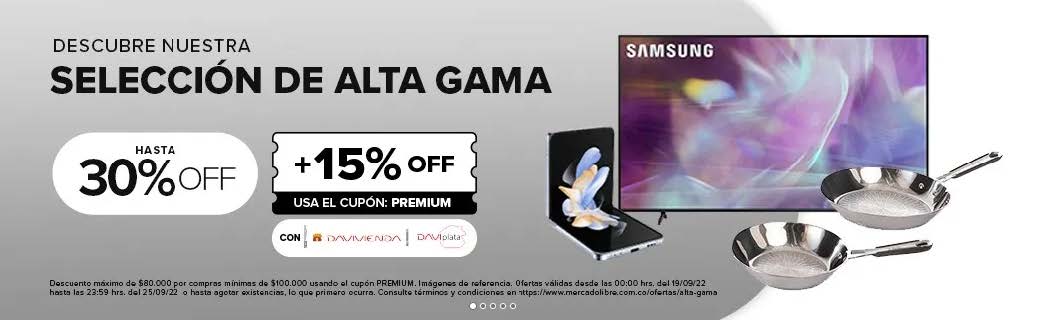 DESCUBRE NUESTRA
SELECCIÓN DE ALTA GAMA
HASTA
30%OFF
+15% OFF
USA EL CUPÓN: PREMIUM
CON DAVIVIENDA DAVIplata
SAMSUNG
Descuento máximo de $80.000 por compras mínimas de $100.000 usando el cupón PREMIUM. Imágenes de referencia. Ofertas válidas desde las 00:00 hrs. del 19/09/22
hasta las 23:59 hrs. del 25/09/22 o hasta agotar existencias, lo que primero ocurra. Consulte términos y condiciones en https://www.mercadolibre.com.co/ofertas/alta-gama